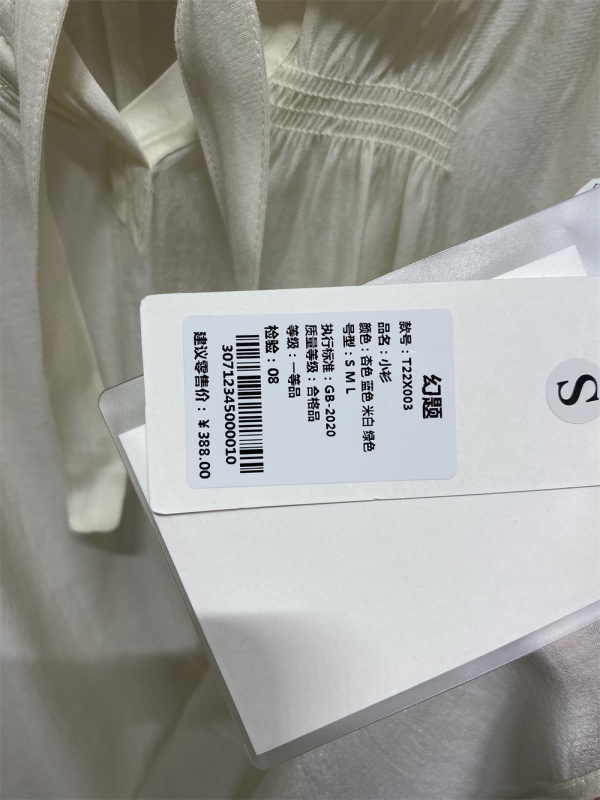 幻题
款号：T22X003
品名：小衫
颜色：杏色 蓝色 米白 绿色
号型：S M L
执行标准：GB-2020
质量等级：合格品
等级：一等品
检验：08
30712345000010
建议零售价：￥388.00
S